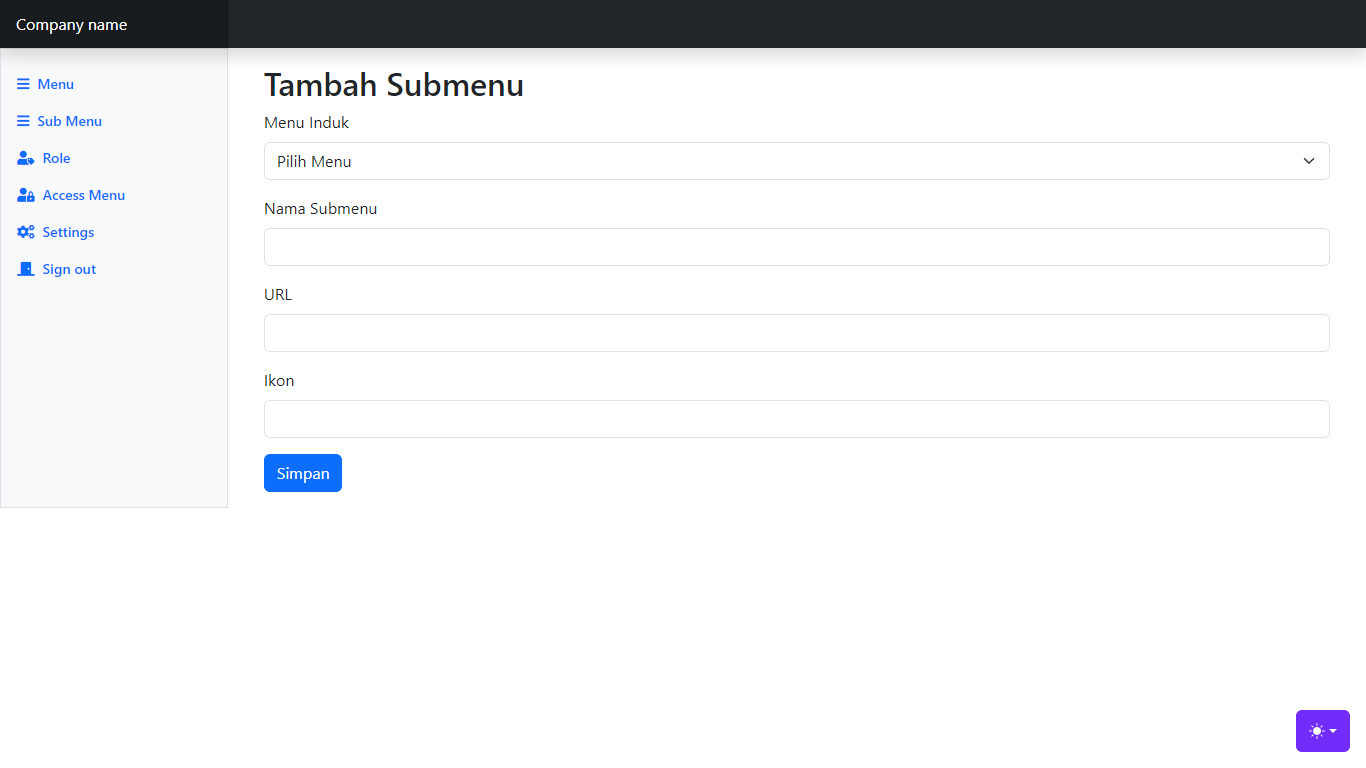 Company name
Menu
Sub Menu
Role
Access Menu
Settings
Sign out
Tambah Submenu
Menu Induk
Pilih Menu
Nama Submenu
URL
Ikon
Simpan